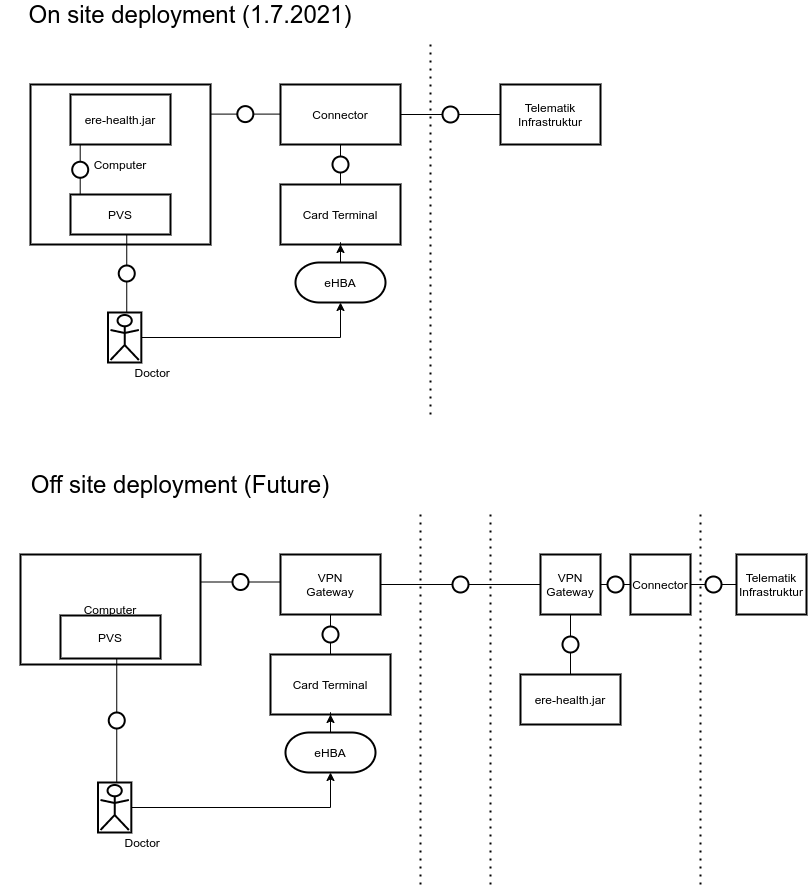 On site deployment (1.7.2021)
ere-health.jar
Computer
PVS
Connector
Telematik
Infrastruktur
Card Terminal
eHBA
Doctor
Off site deployment (Future)
Computer
PVS
VPN
Gateway
VPN
Gateway
Connector
Telematik
Infrastruktur
Card Terminal
ere-health.jar
eHBA
Doctor